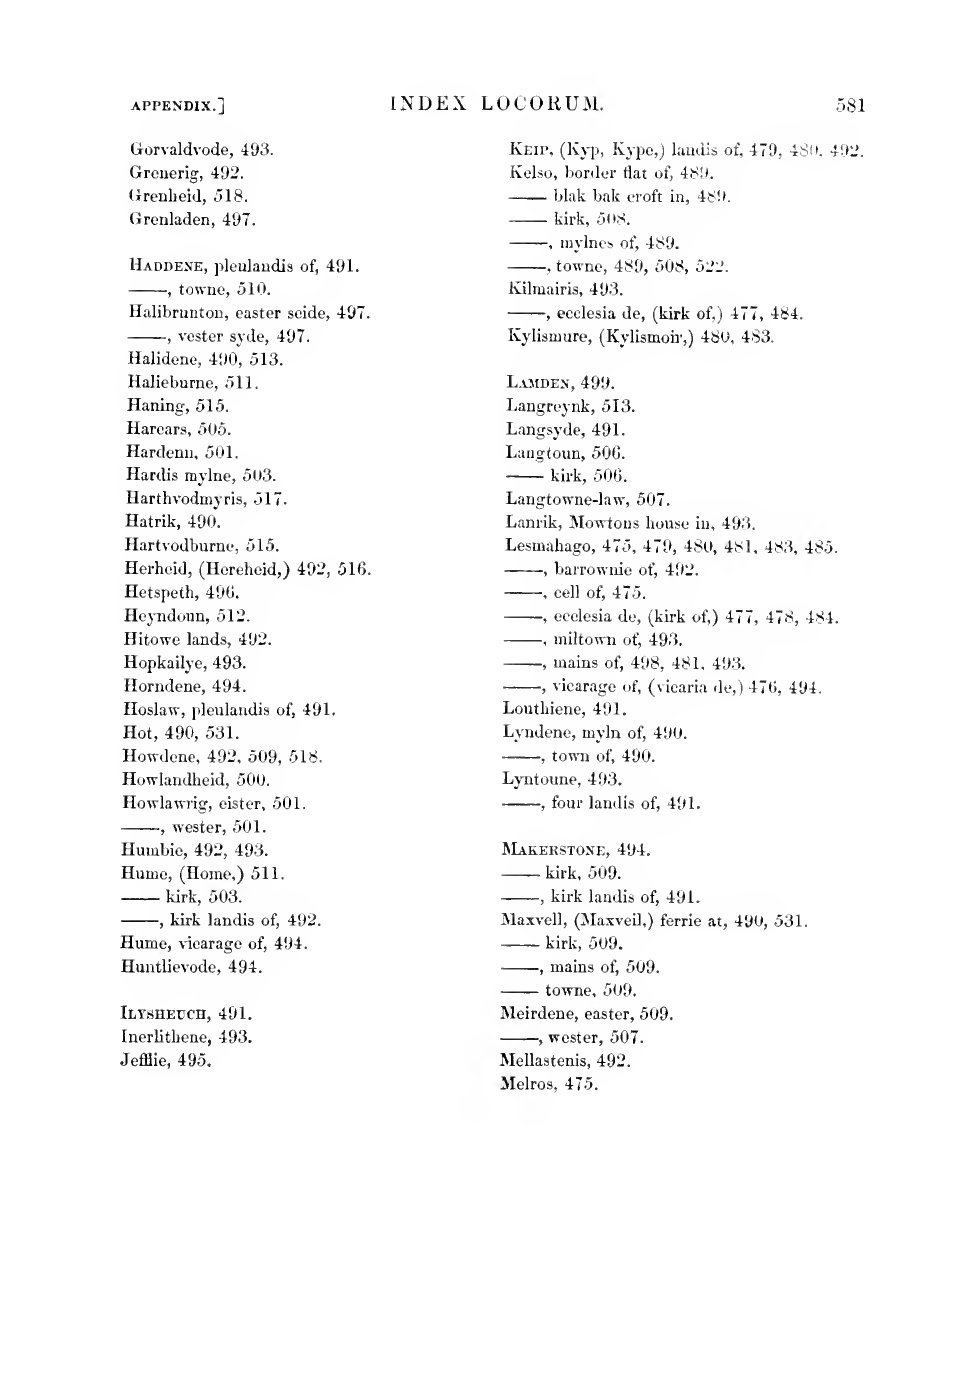 APPENDIX.] INDEX LOCORUM. 581
Gorvaldvode, 493.
Grenerig, 492.
Grenheid, 518.
Grenladen, 497.
HADDENE, pleulandis of, 491.
——, towne, 510.
Halibrunton, easter seide, 497.
——, vester syde, 497.
Halidene, 490, 513.
Halieburne, 511.
Haning, 515.
Harcars, 505.
Hardenn, 501.
Hardis mylne, 503.
Harthvodmyris, 517.
Hatrik, 490.
Hartvodburne, 515.
Herheid, (Hereheid,) 492, 516.
Hetspeth, 496.
Heyndoun, 512.
Hitowe lands, 492.
Hopkailye, 493.
Horndene, 494.
Hoslaw, pleulandis of, 491.
Hot, 490, 531.
Howdene, 492, 509, 518.
Howlandheid, 500.
Howlawrig, eister, 501.
——, wester, 501.
Humbie, 492, 493.
Hume, (Home,) 511.
—— kirk, 503.
——, kirk landis of, 492.
Hume, vicarage of, 494.
Huntlievode, 494.
ILYSHEUCH, 491.
Inerlithene, 493.
Jefflie, 495.
KEIP, (Kyp, Kype,) landis of, 479, 480, 492.
Kelso, border flat of, 489.
—— blak bak croft in, 489.
—— kirk, 508.
——, mylnes of, 489.
——, towne, 489, 508, 522.
Kilmairis, 493.
——, ecclesia de, (kirk of,) 477, 484.
Kylismure, (Kylismoir,) 480, 483.
LAMDEN, 499.
Langreynk, 513.
Langsyde, 491.
Langtoun, 506.
—— kirk, 506.
Langtowne-law, 507.
Lanrik, Mowtons house in, 493.
Lesmahago, 475, 479, 480, 481, 483, 485.
——, barrownie of, 492.
——, cell of, 475.
——, ecclesia de, (kirk of,) 477, 478, 484.
——, miltown of, 493.
——, mains of, 498, 481, 493.
——, vicarage of, (vicaria de,) 476, 494.
Louthiene, 491.
Lyndene, myln of, 490.
——, town of, 490.
Lyntoune, 493.
——, four landis of, 491.
MAKERSTONE, 494.
—— kirk, 509.
——, kirk landis of, 491.
Maxvell, (Maxveil,) ferrie at, 490, 531.
—— kirk, 509.
——, mains of, 509.
—— towne, 509.
Meirdene, easter, 509.
——, wester, 507.
Mellastenis, 492.
Melros, 475.